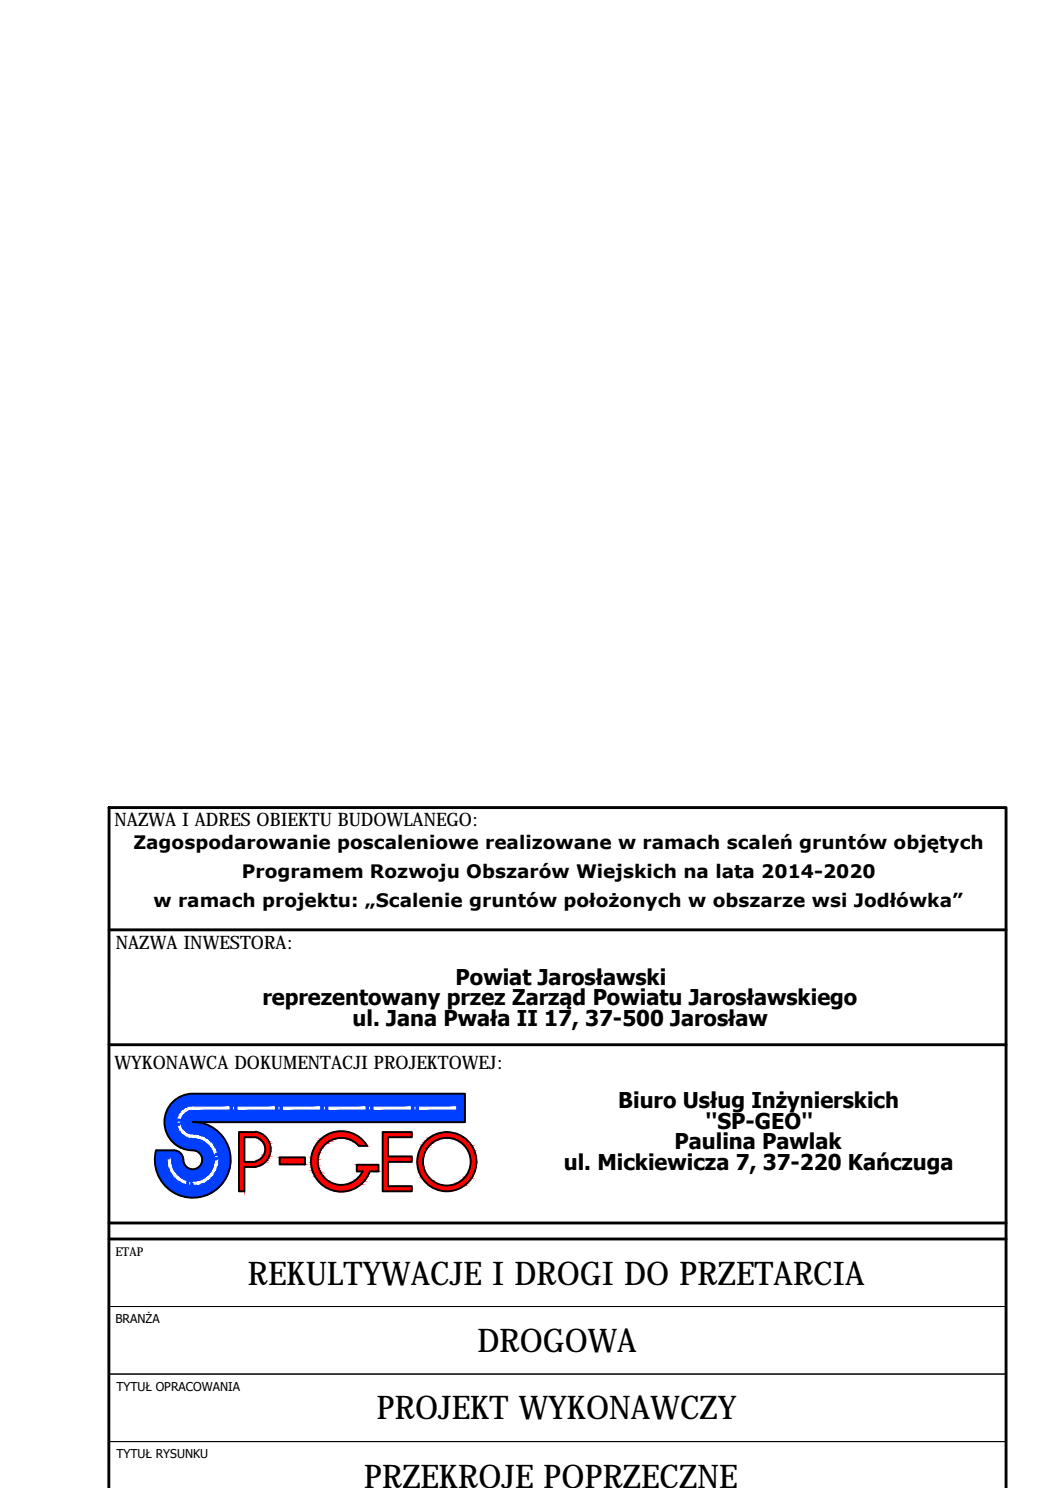 NAZWA I ADRES OBIEKTU BUDOWLANEGO:
Zagospodarowanie poscaleniowe realizowane w ramach scaleń gruntów objętych
Programem Rozwoju Obszarów Wiejskich na lata 2014-2020
w ramach projektu: „Scalenie gruntów położonych w obszarze wsi Jodłówka”
NAZWA INWESTORA:
Powiat Jarosławski
reprezentowany przez Zarząd Powiatu Jarosławskiego
ul. Jana Pwała II 17, 37-500 Jarosław
WYKONAWCA DOKUMENTACJI PROJEKTOWEJ:
SP-GEO
Biuro Usług Inżynierskich
"SP-GEO"
Paulina Pawlak
ul. Mickiewicza 7, 37-220 Kańczuga
ETAP
REKULTYWACJE I DROGI DO PRZETARCIA
BRANŻA
DROGOWA
TYTUŁ OPRACOWANIA
PROJEKT WYKONAWCZY
TYTUŁ RYSUNKU
PRZEKROJE POPRZECZNE